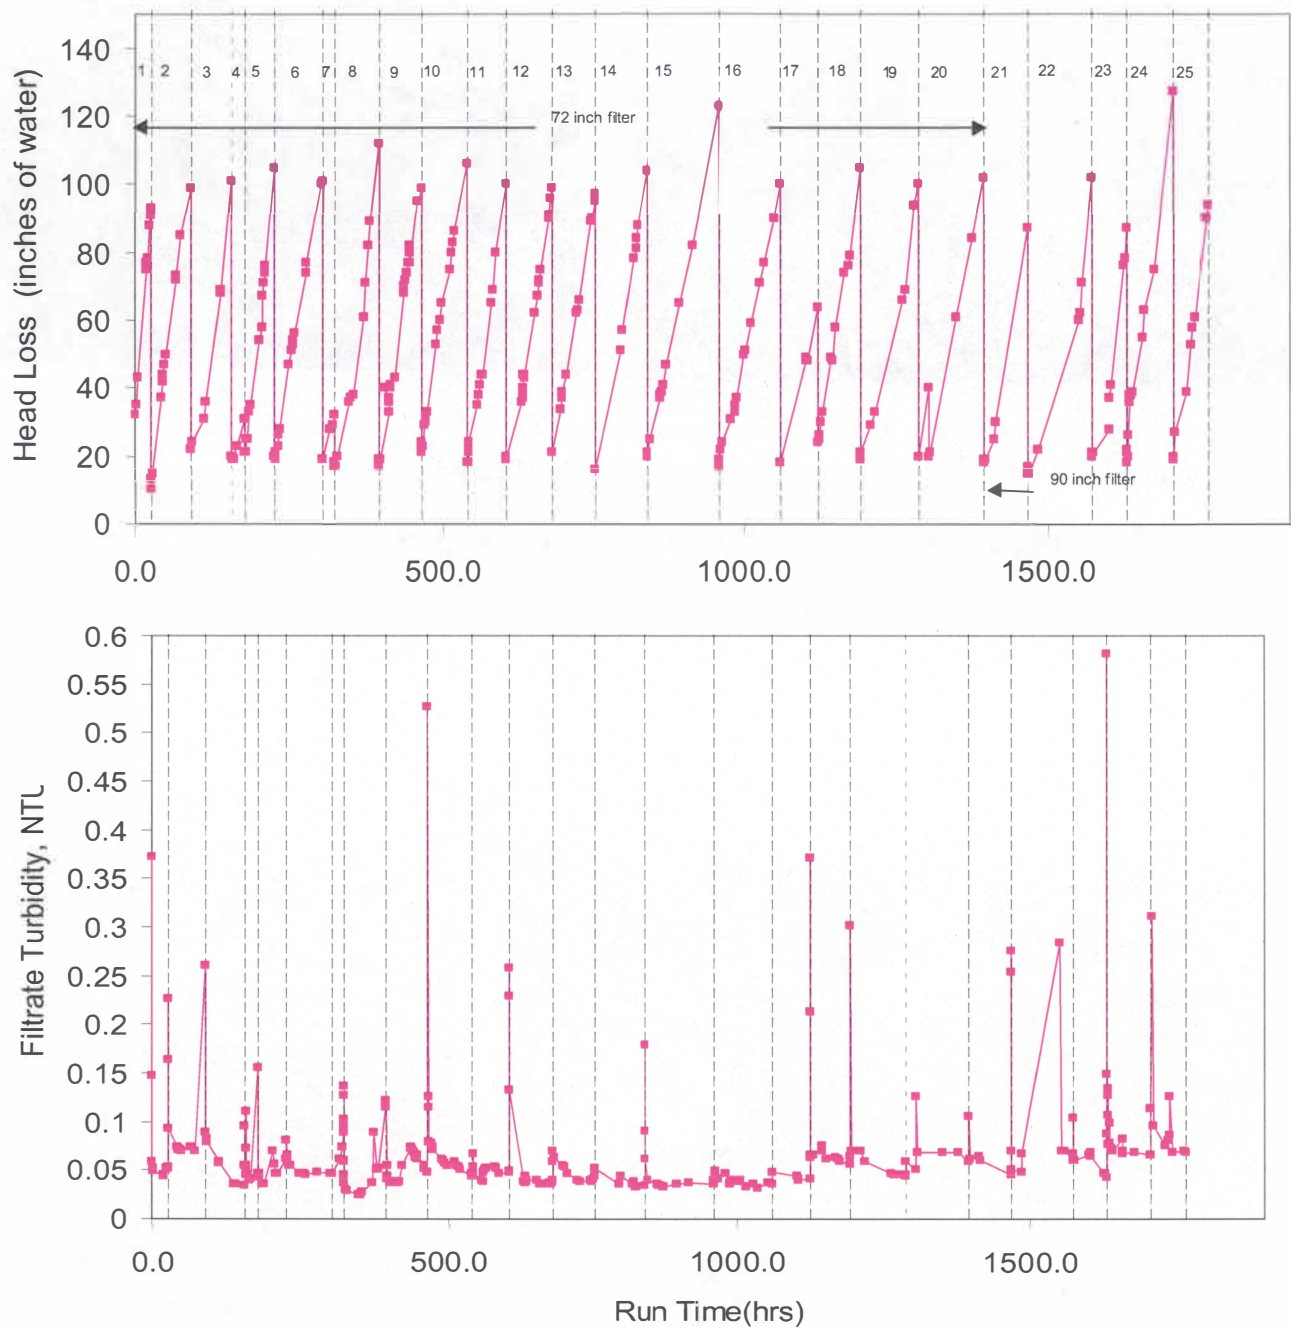 140
1 2 3 4 5 6 7 8 9 10 11 12 13 14 15 16 17 18 19 20 21 22 23 24 25
120
72 inch filter
100
80
60
40
20
90 inch filter
0
Head Loss (inches of water)
0.0 500.0 1000.0 1500.0
0.6
0.55
0.5
0.45
0.4
0.35
0.3
0.25
0.2
0.15
0.1
0.05
0
Filtrate Turbidity, NTU
0.0 500.0 1000.0 1500.0
Run Time(hrs)